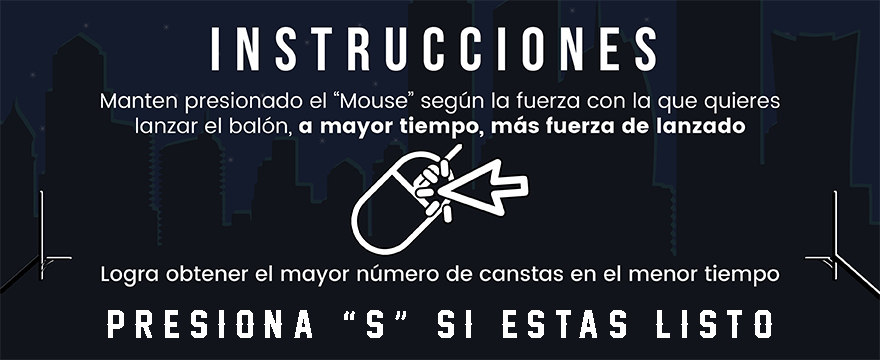 INSTRUCCIONES
Manten presionado el “Mouse” según la fuerza con la que quieres
lanzar el balón, a mayor tiempo, más fuerza de lanzado
Logra obtener el mayor número de canstas en el menor tiempo
PRESIONA “S” SI ESTAS LISTO